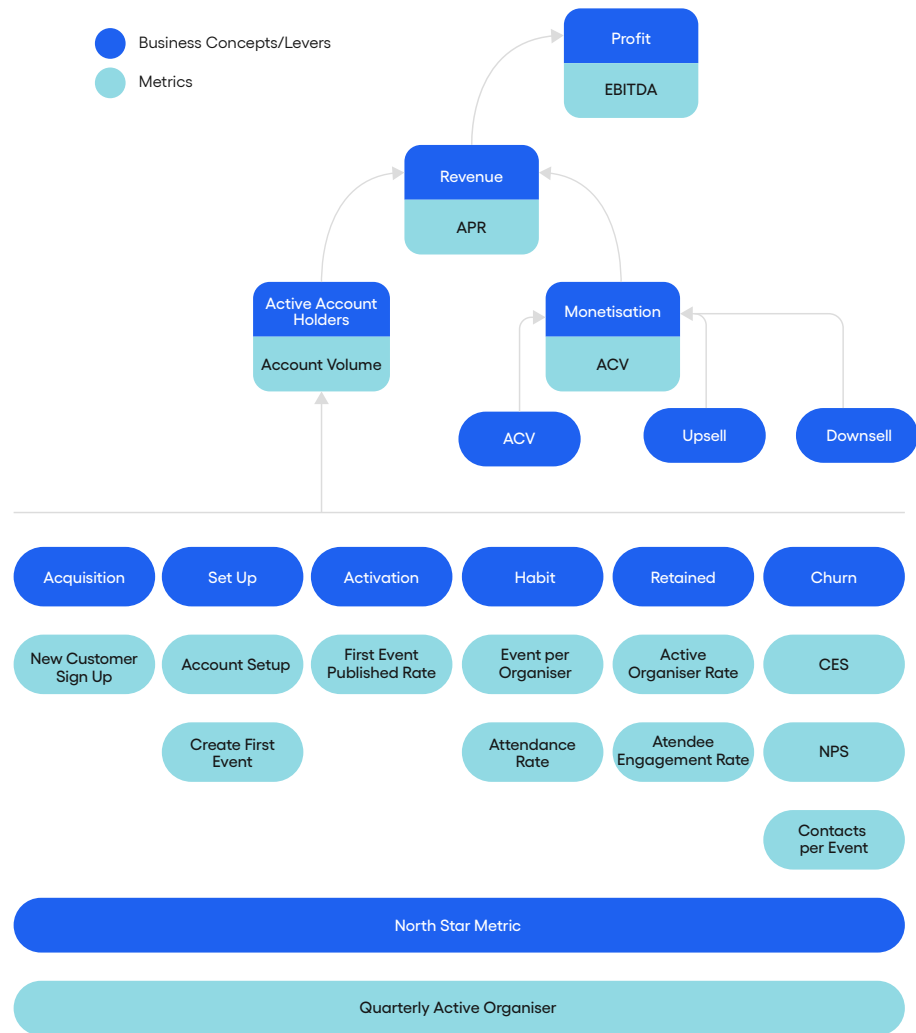 Business Concepts/Levers
Metrics
Profit
EBITDA
Revenue
APR
Active Account
Holders
Account Volume
Monetisation
ACV
ACV
Upsell
Downsell
Acquisition
Set Up
Activation
Habit
Retained
Churn
New Customer
Sign Up
Account Setup
First Event
Published Rate
Event per
Organiser
Active
Organiser Rate
CES
Create First
Event
Attendance
Rate
Atendee
Engagement Rate
NPS
Contacts
per Event
North Star Metric
Quarterly Active Organiser